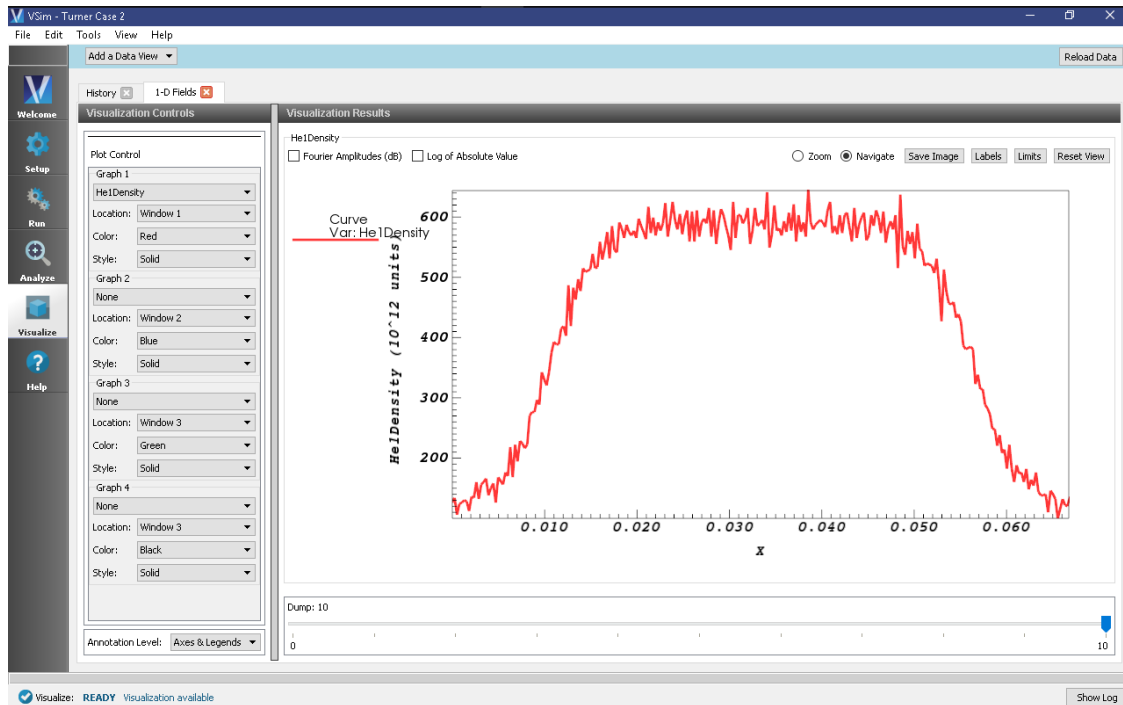 VSim - Turner Case 2
File Edit Tools View Help
Add a Data View
Reload Data
Welcome
Setup
Run
Analyze
Visualize
Help
History
1-D Fields
Visualization Controls
Plot Control
Graph 1
He1Density
Location: Window 1
Color: Red
Style: Solid
Graph 2
None
Location: Window 2
Color: Blue
Style: Solid
Graph 3
None
Location: Window 3
Color: Green
Style: Solid
Graph 4
None
Location: Window 3
Color: Black
Style: Solid
Annotation Level: Axes & Legends
Visualization Results
He1Density
Fourier Amplitudes (dB) Log of Absolute Value
Zoom Navigate Save Image Labels Limits Reset View
Curve
Var: He1Density
He1Density (10^12 units)
600
500
400
300
200
0.010 0.020 0.030 0.040 0.050 0.060
X
Dump: 10
0 10
Visualize: READY Visualization available
Show Log